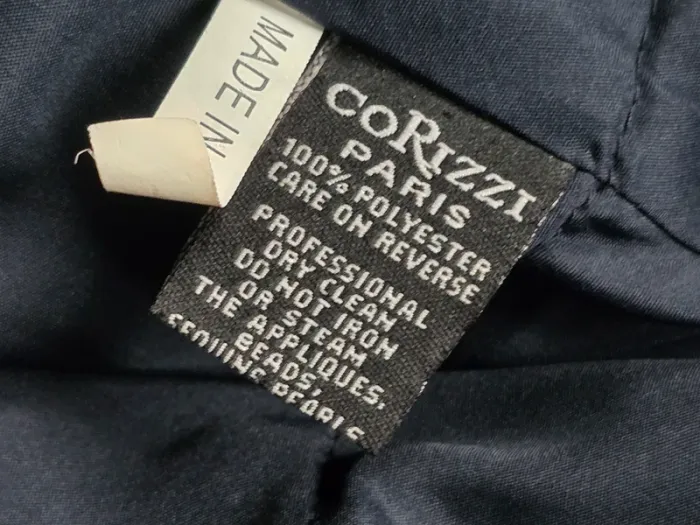 MADE IN
CORIZZI
PARIS
100% POLYESTER
CARE ON REVERSE
PROFESSIONAL
DRY CLEAN
DO NOT IRON
OR STEAM
THE APPLIQUES,
BEADS,